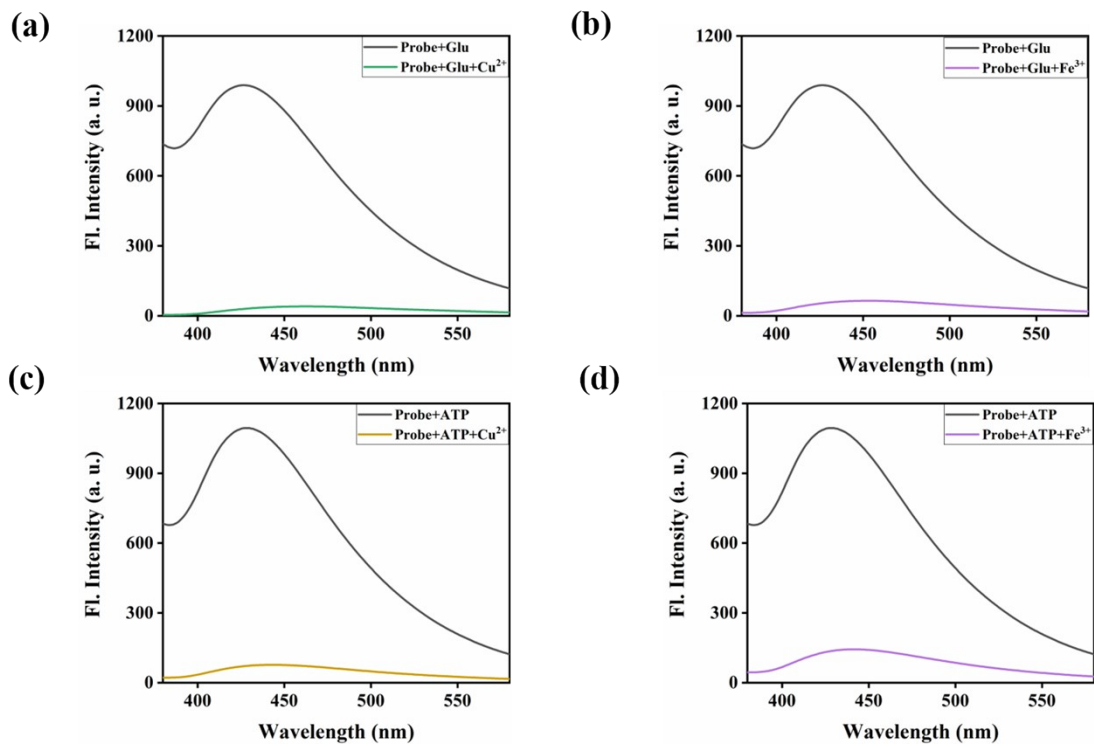 (a)
1200
900
600
300
0
Fl. Intensity (a. u.)
Probe+Glu
Probe+Glu+Cu²⁺
400 450 500 550
Wavelength (nm)
(b)
1200
900
600
300
0
Fl. Intensity (a. u.)
Probe+Glu
Probe+Glu+Fe³⁺
400 450 500 550
Wavelength (nm)
(c)
1200
900
600
300
0
Fl. Intensity (a. u.)
Probe+ATP
Probe+ATP+Cu²⁺
400 450 500 550
Wavelength (nm)
(d)
1200
900
600
300
0
Fl. Intensity (a. u.)
Probe+ATP
Probe+ATP+Fe³⁺
400 450 500 550
Wavelength (nm)